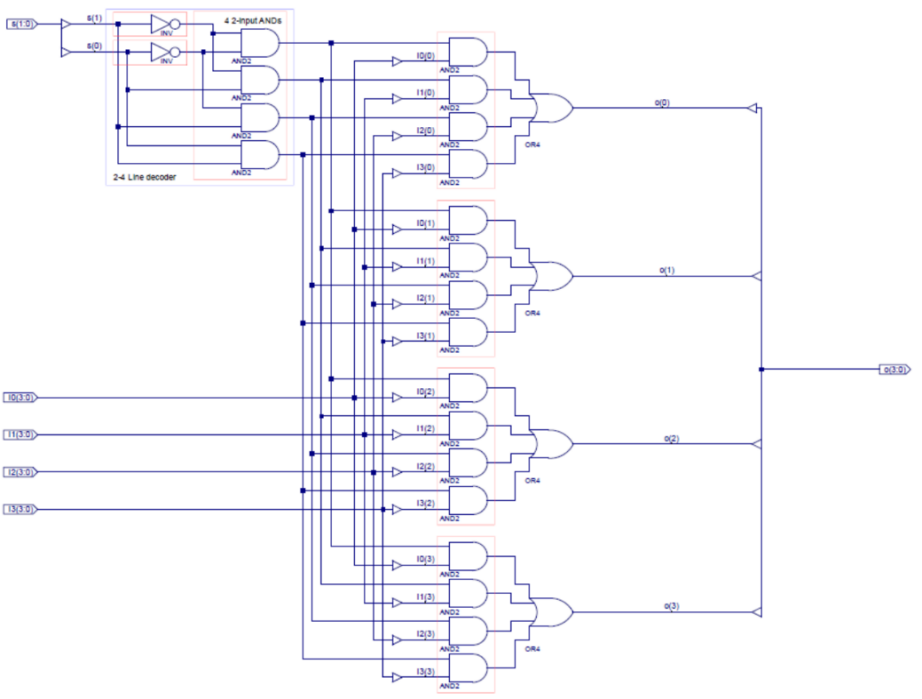 s(1:0)
s(1)
s(0)
INV
INV
4 2-input ANDs
AND2
AND2
AND2
AND2
2-4 Line decoder
I0(0)
AND2
I1(0)
AND2
I2(0)
AND2
I3(0)
AND2
OR4
o(0)
I0(1)
AND2
I1(1)
AND2
I2(1)
AND2
I3(1)
AND2
OR4
o(1)
I0(3:0)
I1(3:0)
I2(3:0)
I3(3:0)
I0(2)
AND2
I1(2)
AND2
I2(2)
AND2
I3(2)
AND2
OR4
o(2)
o(3:0)
I0(3)
AND2
I1(3)
AND2
I2(3)
AND2
I3(3)
AND2
OR4
o(3)